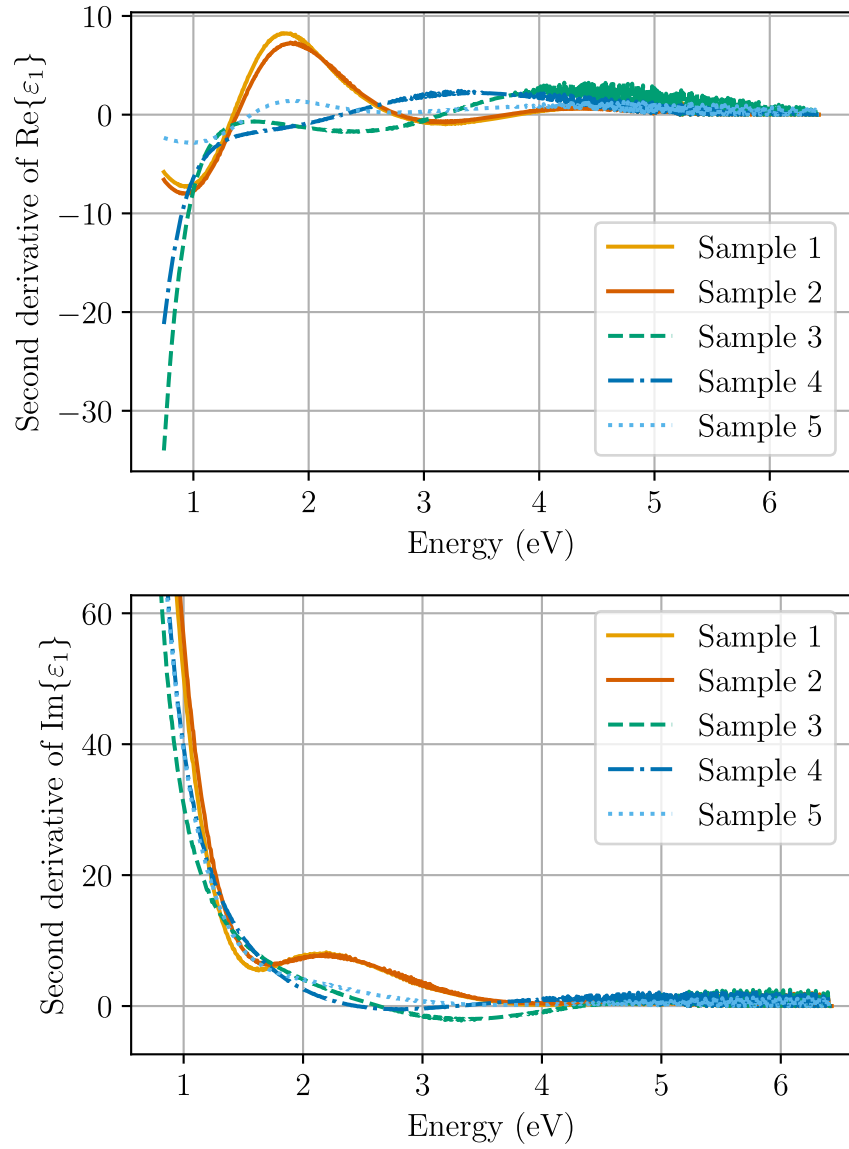 Second derivative of Re{ε₁}
10
0
−10
−20
−30
1 2 3 4 5 6
Energy (eV)
Sample 1
Sample 2
Sample 3
Sample 4
Sample 5
Second derivative of Im{ε₁}
60
40
20
0
1 2 3 4 5 6
Energy (eV)
Sample 1
Sample 2
Sample 3
Sample 4
Sample 5